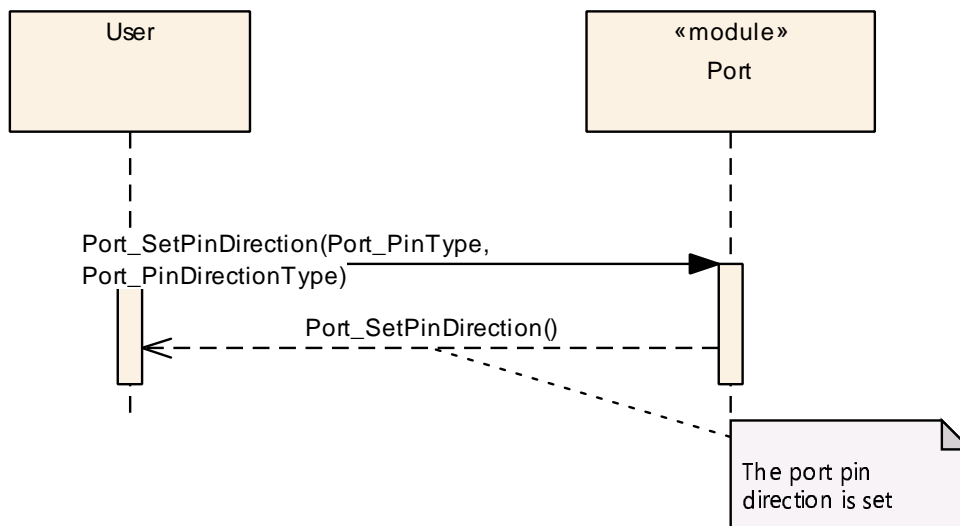 User
«module»
Port
Port_SetPinDirection(Port_PinType,
Port_PinDirectionType)
Port_SetPinDirection()
The port pin
direction is set